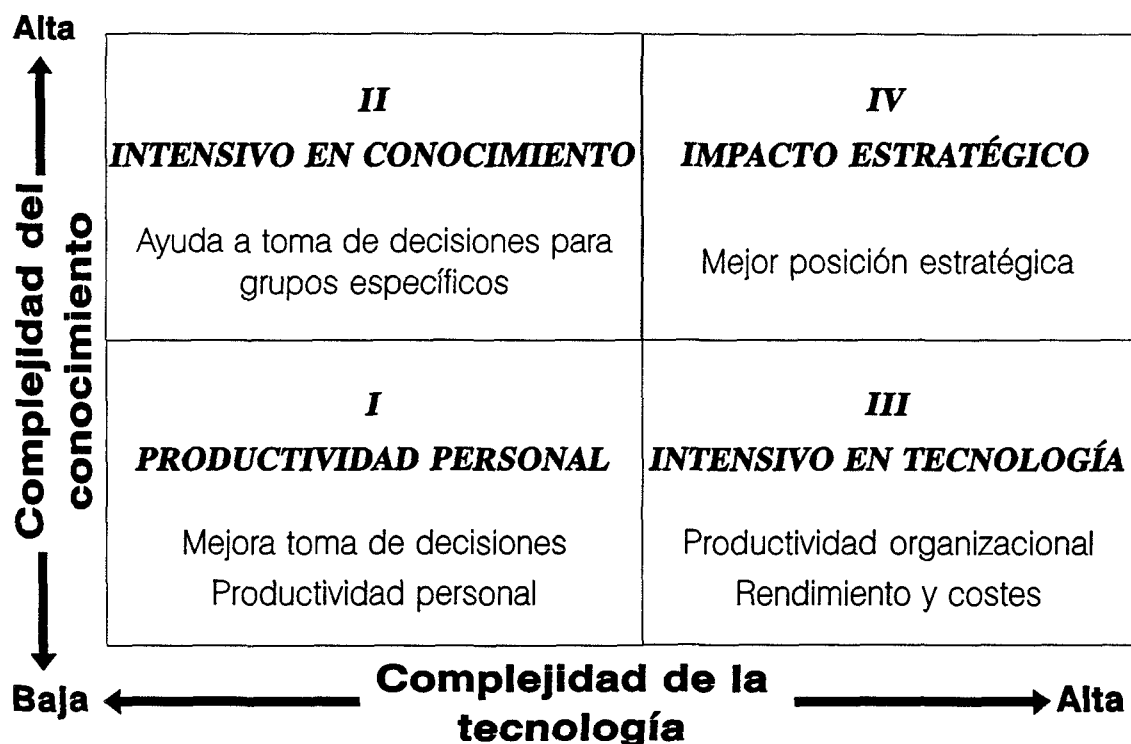 Alta
Complejidad del
conocimiento
II
INTENSIVO EN CONOCIMIENTO
Ayuda a toma de decisiones para
grupos específicos
IV
IMPACTO ESTRATÉGICO
Mejor posición estratégica
I
PRODUCTIVIDAD PERSONAL
Mejora toma de decisiones
Productividad personal
III
INTENSIVO EN TECNOLOGÍA
Productividad organizacional
Rendimiento y costes
Baja
Complejidad de la
tecnología
Alta